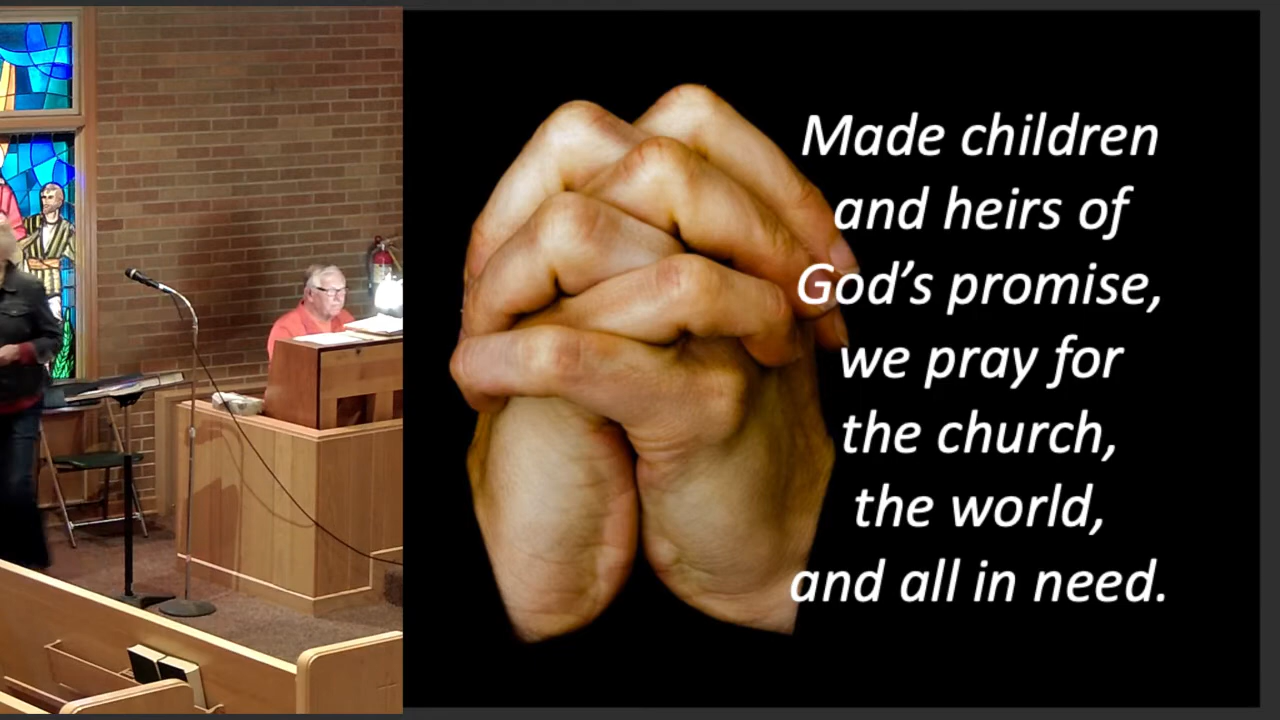 Made children
and heirs of
God’s promise,
we pray for
the church,
the world,
and all in need.